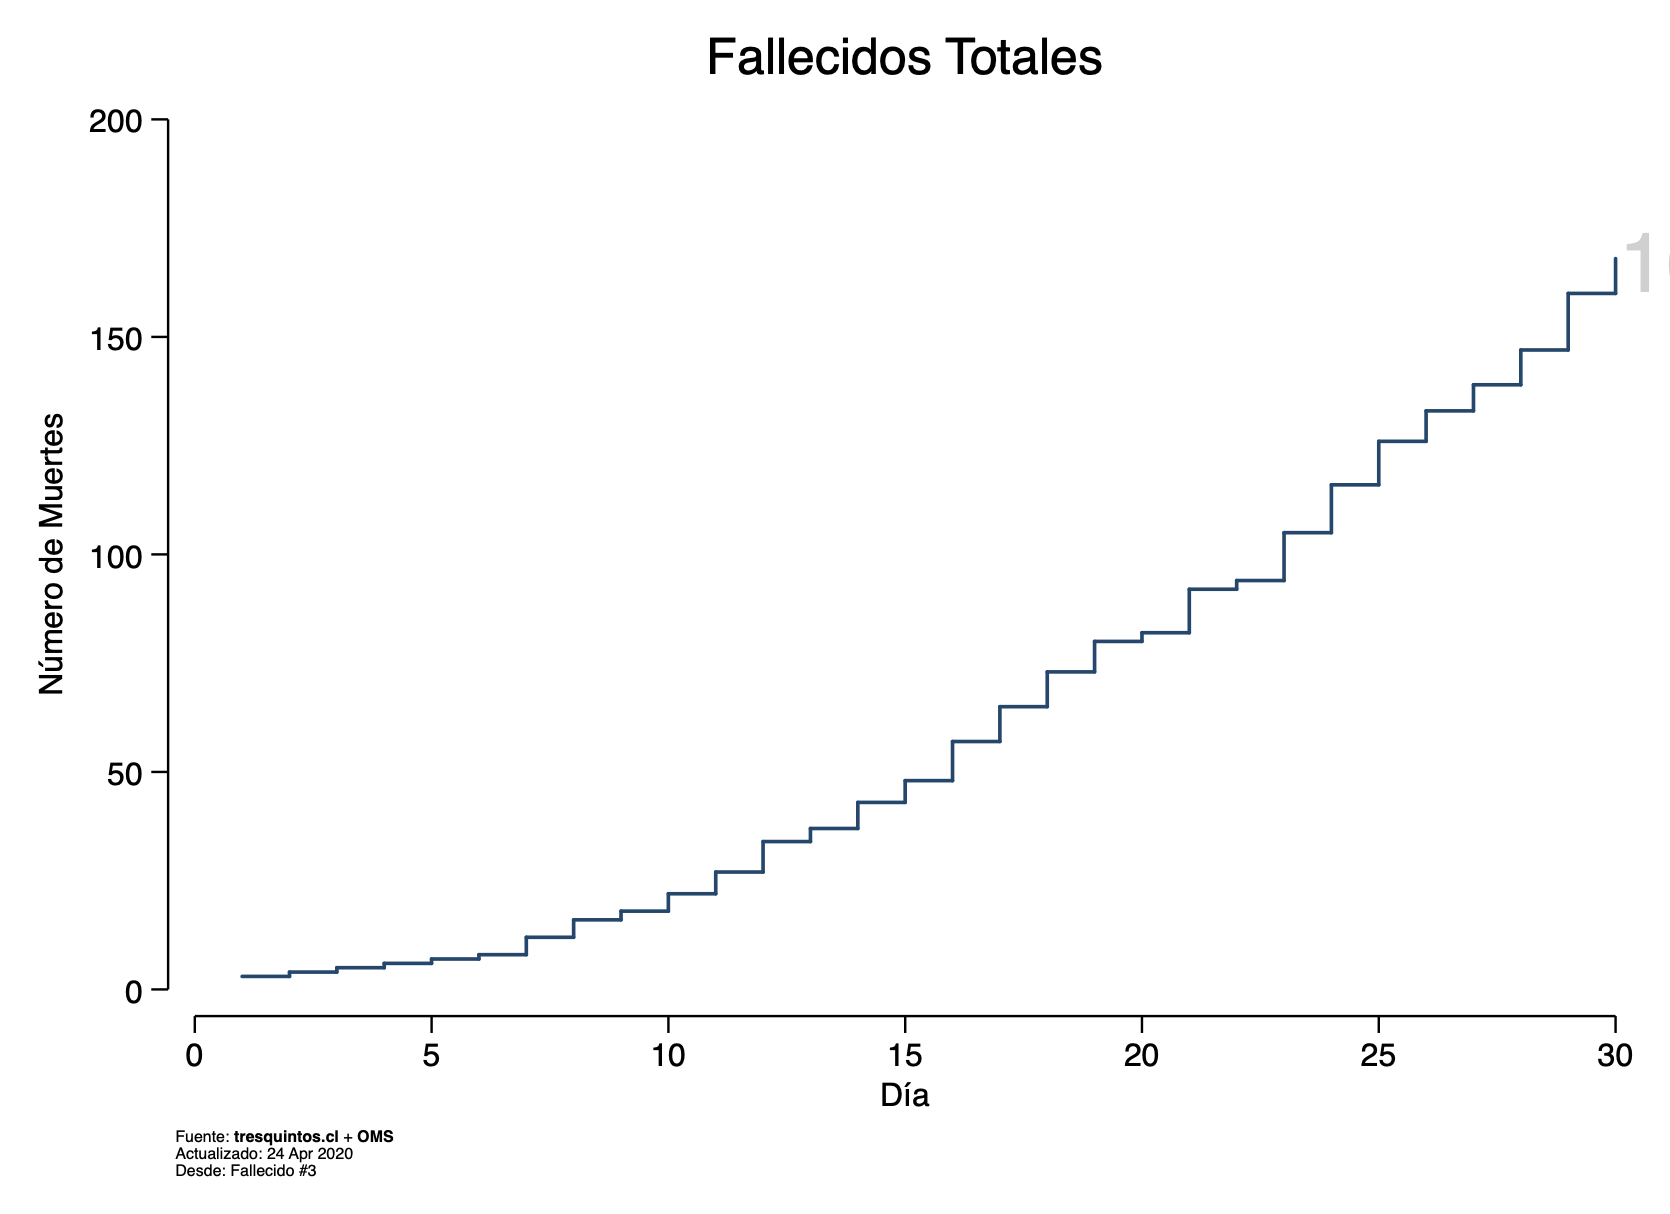 Fallecidos Totales
200
150
100
50
0
Número de Muertes
0 5 10 15 20 25 30
Día
Fuente: tresquintos.cl + OMS
Actualizado: 24 Apr 2020
Desde: Fallecido #3